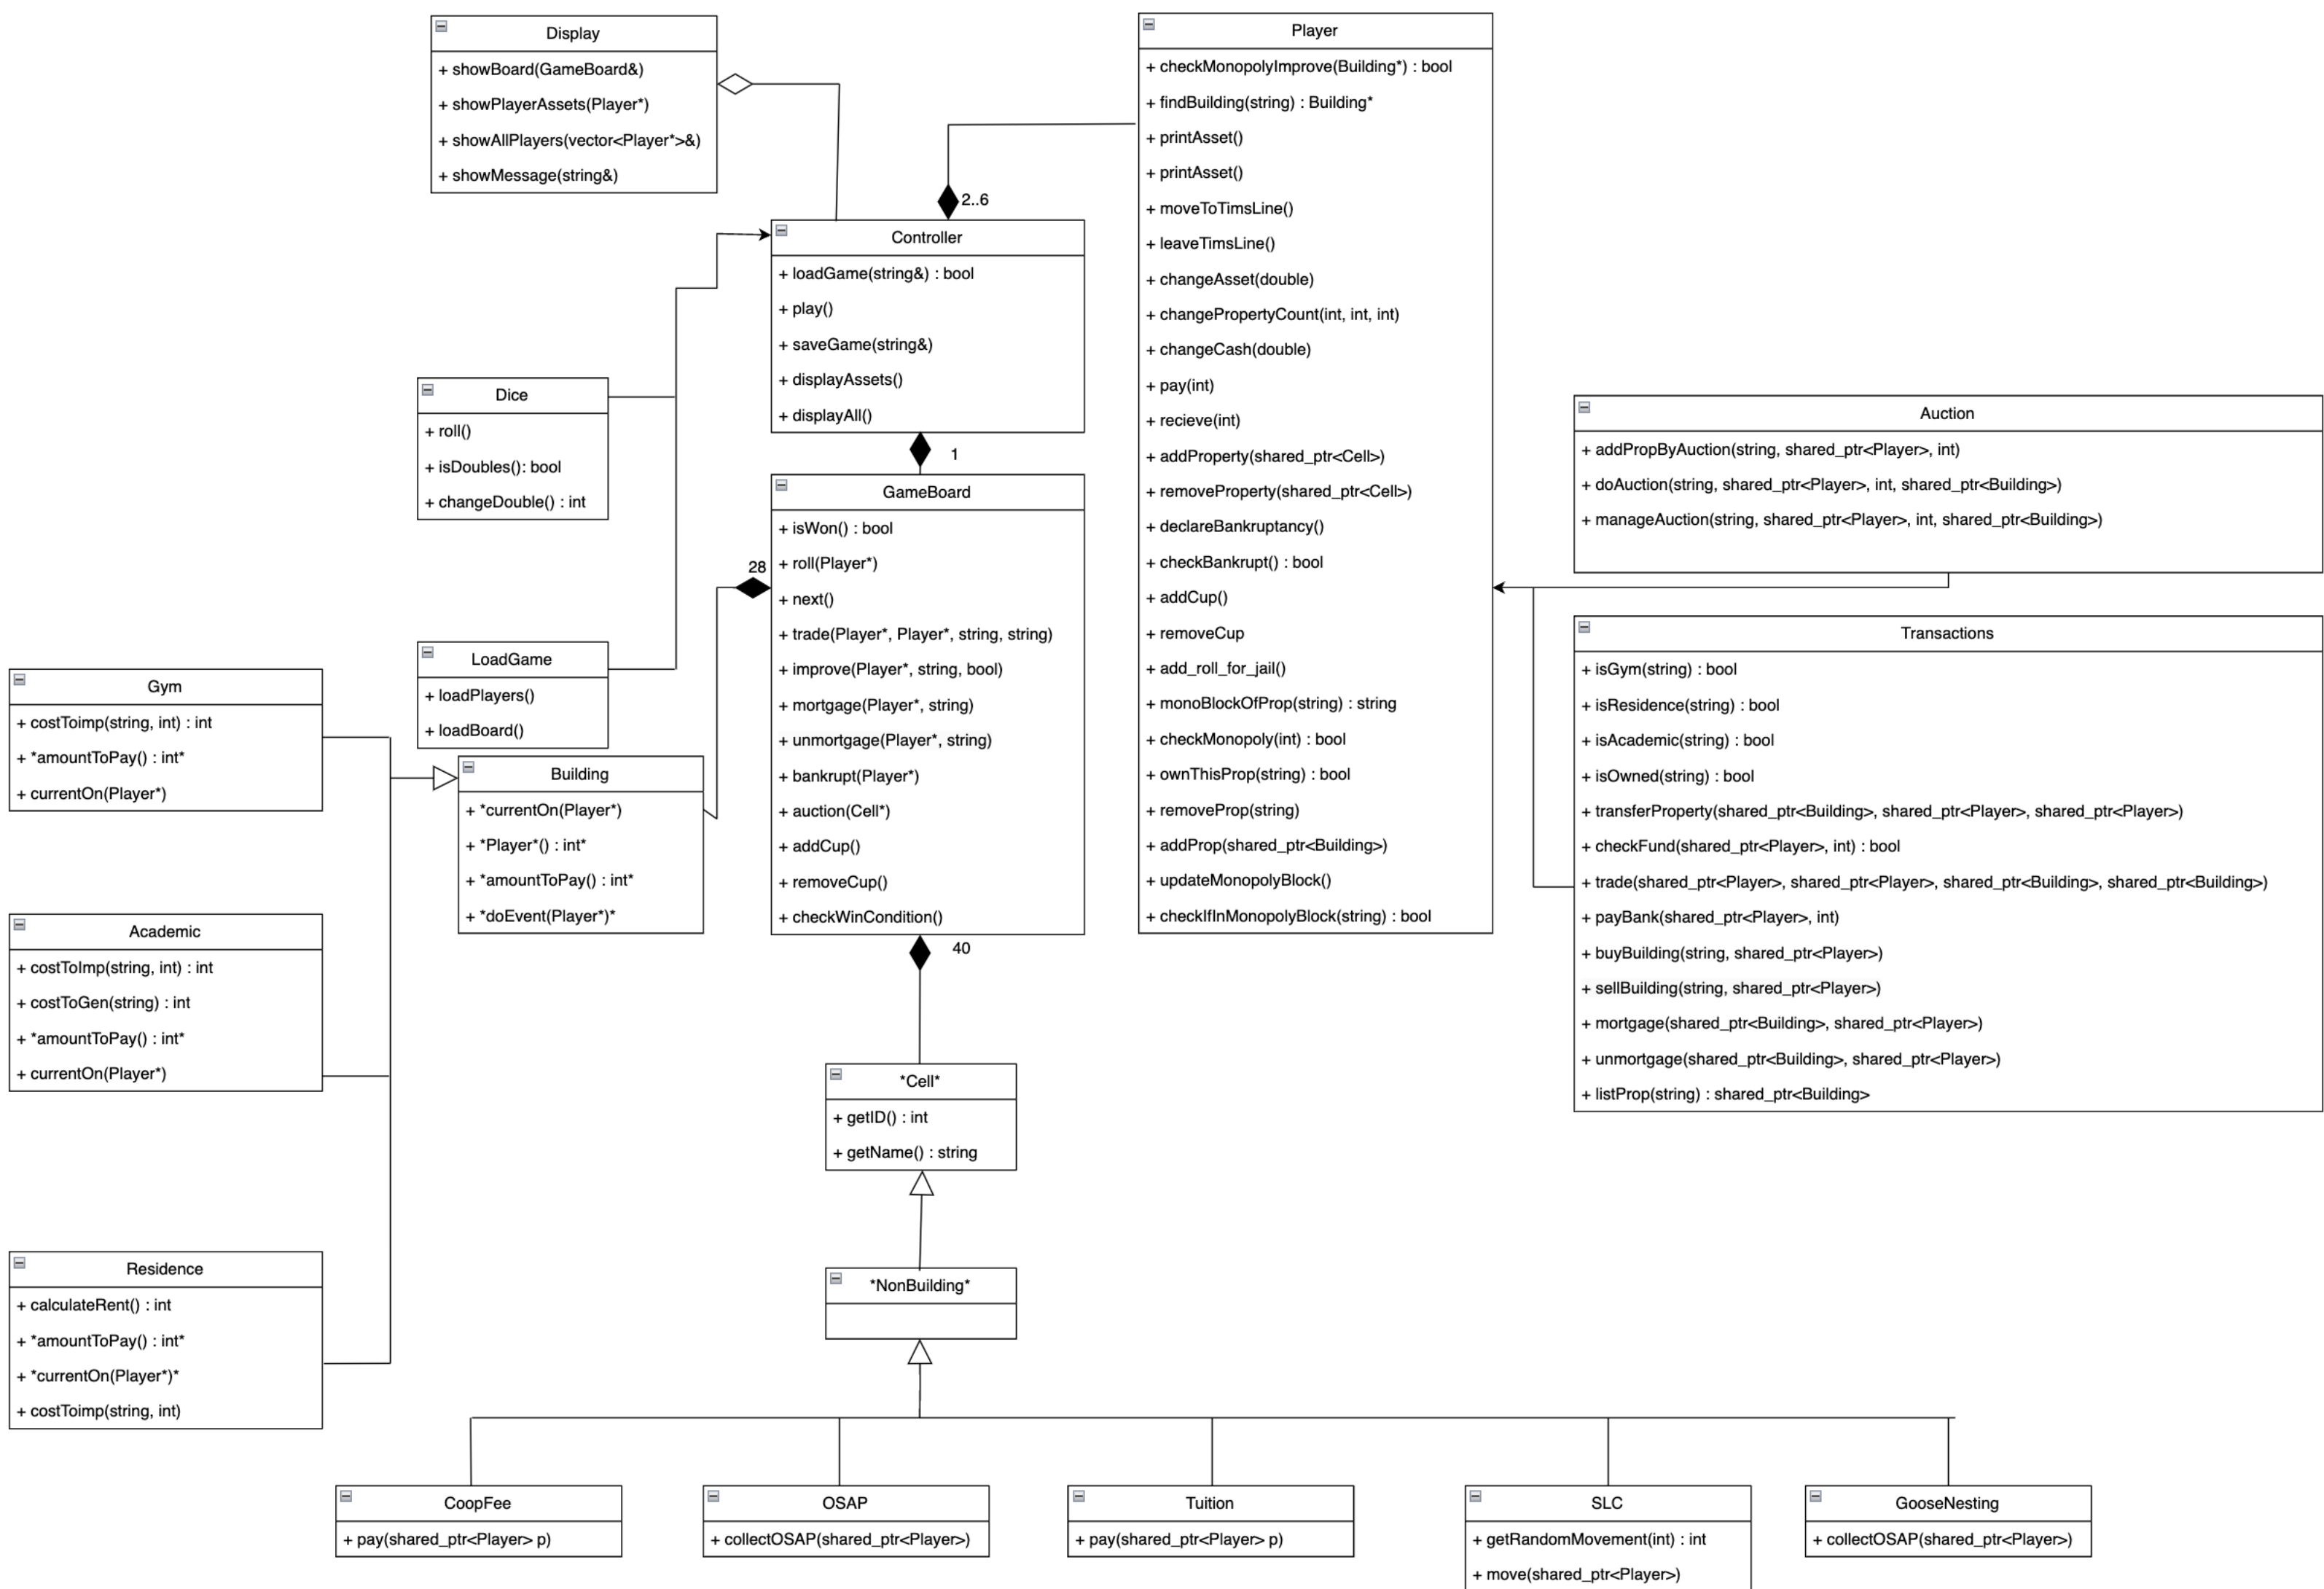 Display
+ showBoard(GameBoard&)
+ showPlayerAssets(Player*)
+ showAllPlayers(vector<Player*>&)
+ showMessage(string&)
Player
+ checkMonopolyImprove(Building*) : bool
+ findBuilding(string) : Building*
+ printAsset()
+ printAsset()
+ moveToTimsLine()
+ leaveTimsLine()
+ changeAsset(double)
+ changePropertyCount(int, int, int)
+ changeCash(double)
+ pay(int)
+ recieve(int)
+ addProperty(shared_ptr<Cell>)
+ removeProperty(shared_ptr<Cell>)
+ declareBankruptancy()
+ checkBankrupt() : bool
+ addCup()
+ removeCup
+ add_roll_for_jail()
+ monoBlockOfProp(string) : string
+ checkMonopoly(int) : bool
+ ownThisProp(string) : bool
+ removeProp(string)
+ addProp(shared_ptr<Building>)
+ updateMonopolyBlock()
+ checkIfInMonopolyBlock(string) : bool
2..6
Controller
+ loadGame(string&) : bool
+ play()
+ saveGame(string&)
+ displayAssets()
+ displayAll()
1
Dice
+ roll()
+ isDoubles(): bool
+ changeDouble() : int
Auction
+ addPropByAuction(string, shared_ptr<Player>, int)
+ doAuction(string, shared_ptr<Player>, int, shared_ptr<Building>)
+ manageAuction(string, shared_ptr<Player>, int, shared_ptr<Building>)
GameBoard
+ isWon() : bool
+ roll(Player*)
+ next()
+ trade(Player*, Player*, string, string)
+ improve(Player*, string, bool)
+ mortgage(Player*, string)
+ unmortgage(Player*, string)
+ bankrupt(Player*)
+ auction(Cell*)
+ addCup()
+ removeCup()
+ checkWinCondition()
28
40
Transactions
+ isGym(string) : bool
+ isResidence(string) : bool
+ isAcademic(string) : bool
+ isOwned(string) : bool
+ transferProperty(shared_ptr<Building>, shared_ptr<Player>, shared_ptr<Player>)
+ checkFund(shared_ptr<Player>, int) : bool
+ trade(shared_ptr<Player>, shared_ptr<Player>, shared_ptr<Building>, shared_ptr<Building>)
+ payBank(shared_ptr<Player>, int)
+ buyBuilding(string, shared_ptr<Player>)
+ sellBuilding(string, shared_ptr<Player>)
+ mortgage(shared_ptr<Building>, shared_ptr<Player>)
+ unmortgage(shared_ptr<Building>, shared_ptr<Player>)
+ listProp(string) : shared_ptr<Building>
LoadGame
+ loadPlayers()
+ loadBoard()
Gym
+ costToimp(string, int) : int
+ *amountToPay() : int*
+ currentOn(Player*)
Building
+ *currentOn(Player*)
+ *Player*() : int*
+ *amountToPay() : int*
+ *doEvent(Player*)*
Academic
+ costToImp(string, int) : int
+ costToGen(string) : int
+ *amountToPay() : int*
+ currentOn(Player*)
*Cell*
+ getID() : int
+ getName() : string
Residence
+ calculateRent() : int
+ *amountToPay() : int*
+ *currentOn(Player*)*
+ costToimp(string, int)
*NonBuilding*
CoopFee
+ pay(shared_ptr<Player> p)
OSAP
+ collectOSAP(shared_ptr<Player>)
Tuition
+ pay(shared_ptr<Player> p)
SLC
+ getRandomMovement(int) : int
+ move(shared_ptr<Player>)
GooseNesting
+ collectOSAP(shared_ptr<Player>)